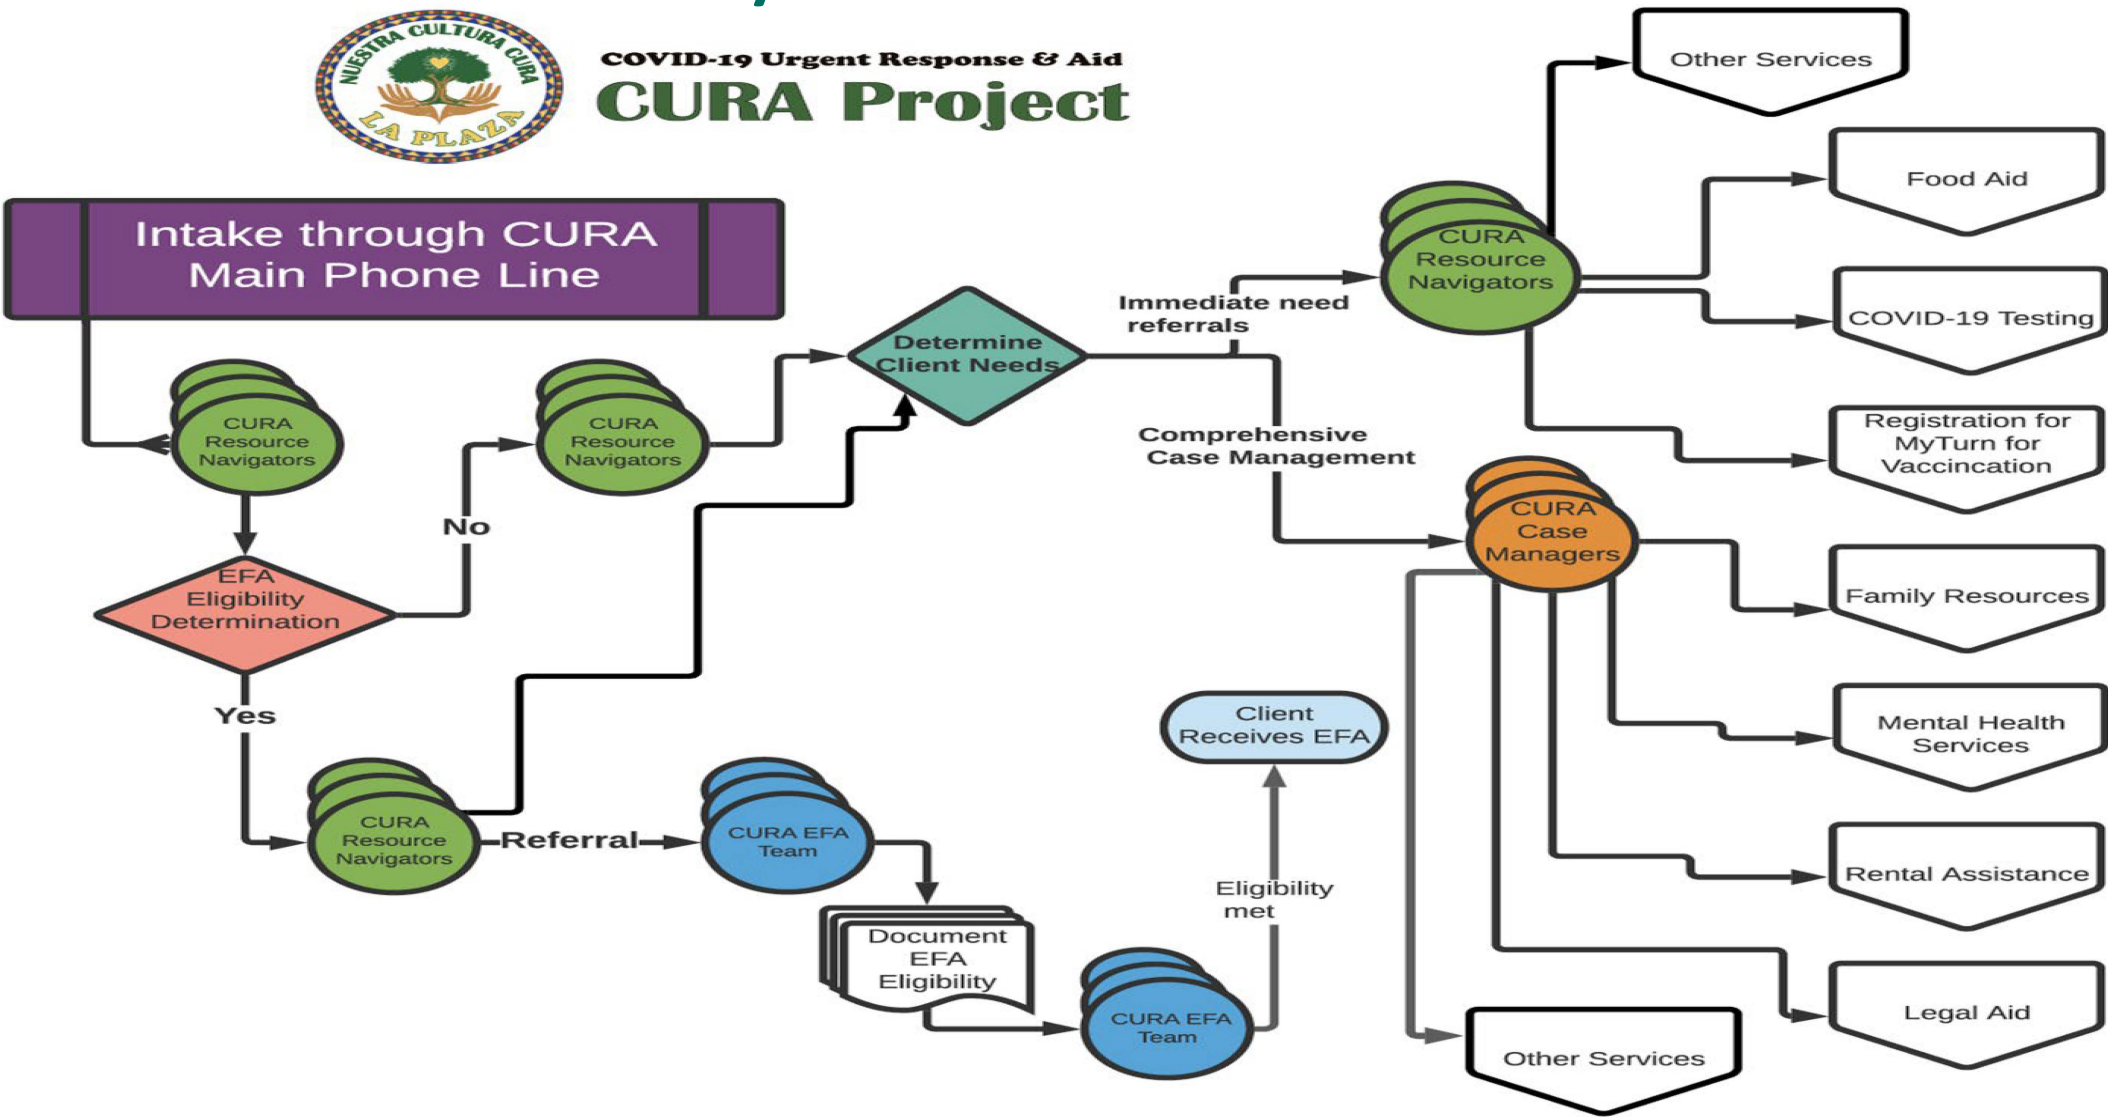 NUESTRA CULTURA CURA
LA PLAZA
COVID-19 Urgent Response & Aid
CURA Project
Intake through CURA
Main Phone Line
CURA
Resource
Navigators
EFA
Eligibility
Determination
No
CURA
Resource
Navigators
Yes
CURA
Resource
Navigators
Referral
CURA EFA
Team
Document
EFA
Eligibility
CURA EFA
Team
Eligibility
met
Client
Receives EFA
Determine
Client Needs
Immediate need
referrals
CURA
Resource
Navigators
Other Services
Food Aid
COVID-19 Testing
Registration for
MyTurn for
Vaccincation
Comprehensive
Case Management
CURA
Case
Managers
Family Resources
Mental Health
Services
Rental Assistance
Legal Aid
Other Services